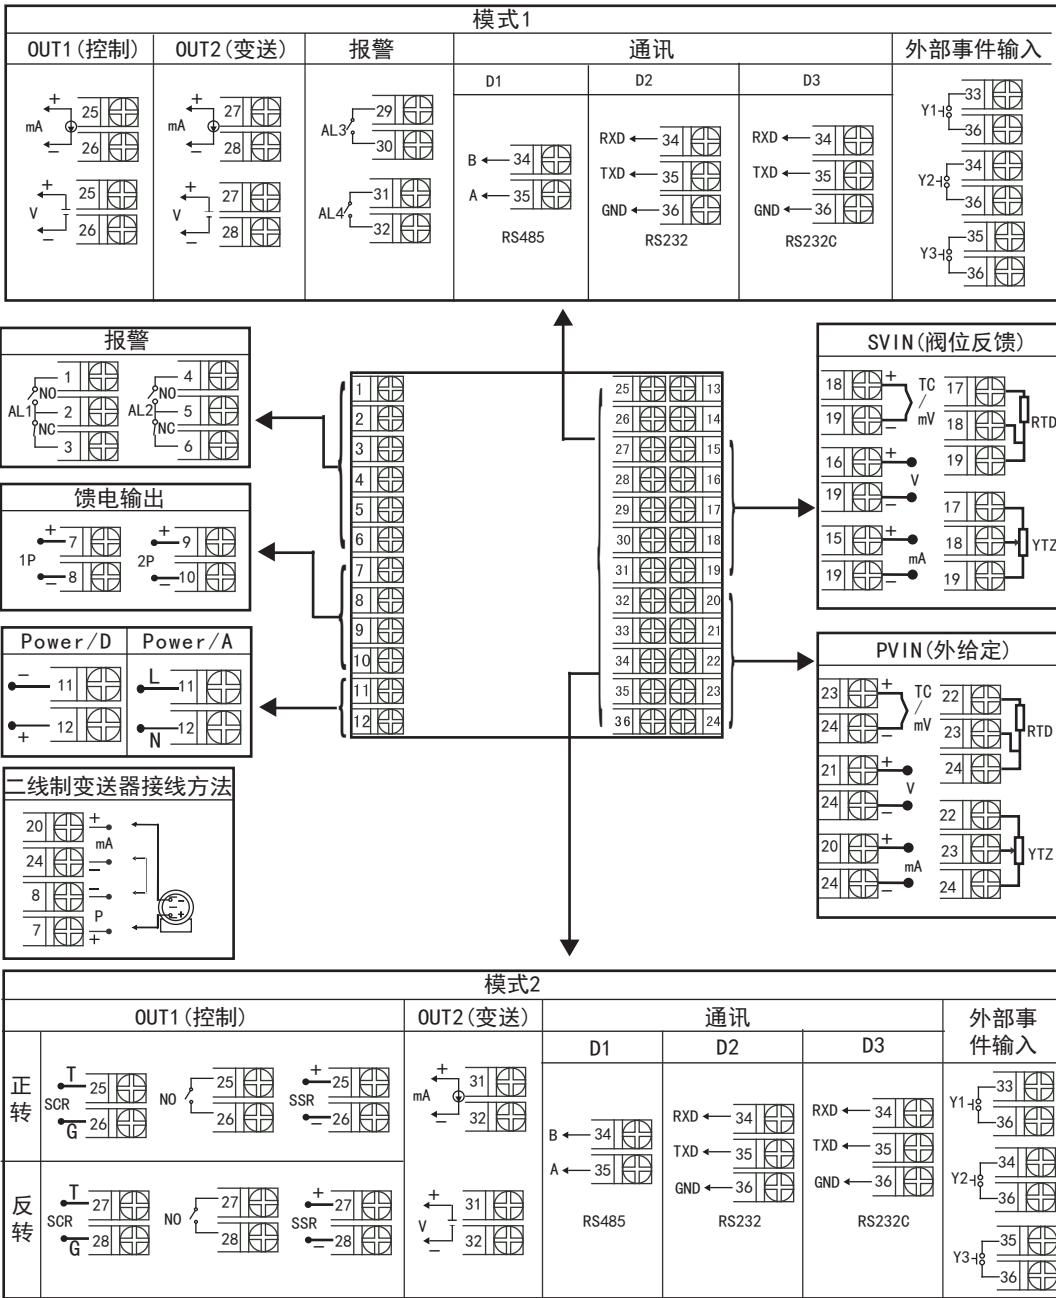 模式1
OUT1(控制) OUT2(变送) 报警 通讯 外部事件输入
D1 D2 D3
+ 25 mA 26 −
+ 25 V 26 −
+ 27 mA 28 −
+ 27 V 28 −
AL3 29 30
AL4 31 32
B 34
A 35
RS485
RXD 34
TXD 35
GND 36
RS232
RXD 34
TXD 35
GND 36
RS232C
Y1 33 36
Y2 34 36
Y3 35 36
报警
1 NO
AL1 2
NC 3
4 NO
AL2 5
NC 6
馈电输出
+ 7
1P
− 8
+ 9
2P
− 10
Power/D Power/A
− 11
+ 12
L 11
N 12
二线制变送器接线方法
20 +
mA
24 −
8 −
P
7 +
− − +
1 25 13
2 26 14
3 27 15
4 28 16
5 29 17
6 30 18
7 31 19
8 32 20
9 33 21
10 34 22
11 35 23
12 36 24
SVIN(阀位反馈)
18 + TC
/
19 − mV
16 +
V
19 −
15 +
mA
19 −
17
18 RTD
19
17
18 YTZ
19
PVIN(外给定)
23 + TC
/
24 − mV
21 +
V
24 −
20 +
mA
24 −
22
23 RTD
24
22
23 YTZ
24
模式2
OUT1(控制) OUT2(变送) 通讯 外部事
件输入
D1 D2 D3
正
转
T 25
SCR
G 26
NO 25 26
+ 25
SSR
− 26
反
转
T 27
SCR
G 28
NO 27 28
+ 27
SSR
− 28
+ 31
mA
− 32
+ 31
V
− 32
B 34
A 35
RS485
RXD 34
TXD 35
GND 36
RS232
RXD 34
TXD 35
GND 36
RS232C
Y1 33 36
Y2 34 36
Y3 35 36